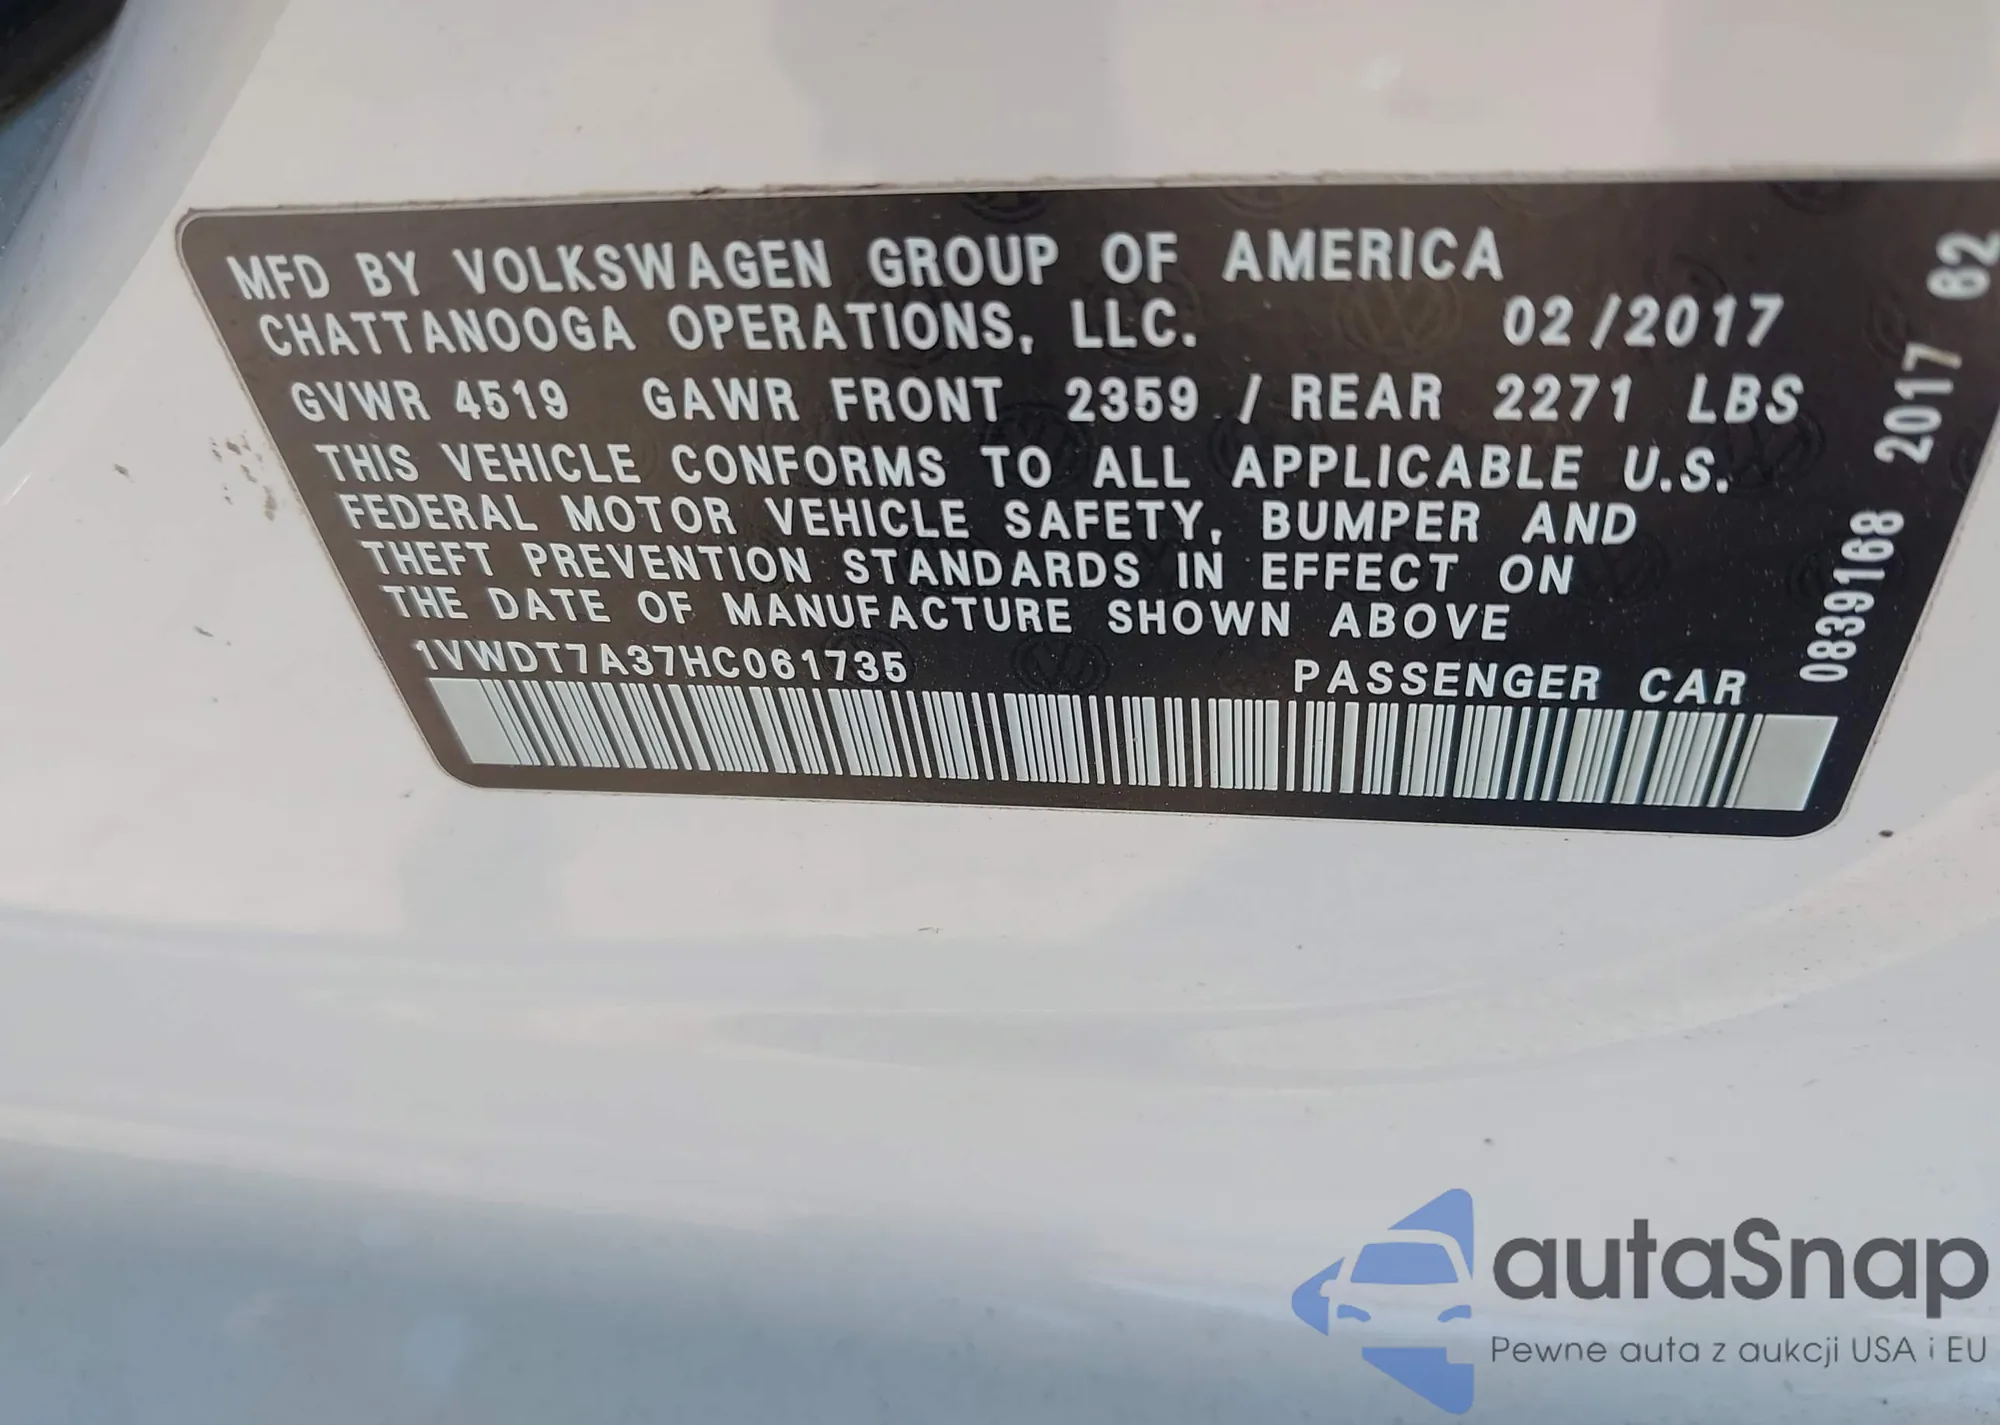 MFD BY VOLKSWAGEN GROUP OF AMERICA
CHATTANOOGA OPERATIONS, LLC. 02/2017
GVWR 4519 GAWR FRONT 2359 / REAR 2271 LBS
THIS VEHICLE CONFORMS TO ALL APPLICABLE U.S.
FEDERAL MOTOR VEHICLE SAFETY, BUMPER AND
THEFT PREVENTION STANDARDS IN EFFECT ON
THE DATE OF MANUFACTURE SHOWN ABOVE
1VWDT7A37HC061735 PASSENGER CAR
0839168 2017 82
autaSnap
Pewne auta z aukcji USA i EU